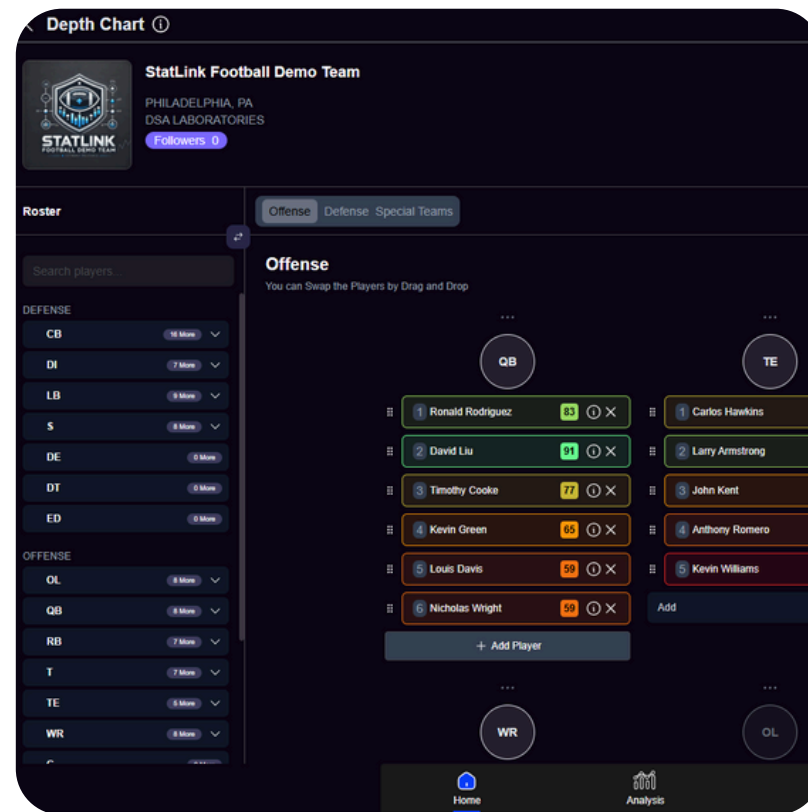 Depth Chart
StatLink Football Demo Team
PHILADELPHIA, PA
DSA LABORATORIES
Followers 0
STATLINK
FOOTBALL DEMO TEAM
Roster
Offense Defense Special Teams
Search players...
Offense
You can Swap the Players by Drag and Drop
DEFENSE
CB 16 More
DI 7 More
LB 9 More
S 8 More
DE 0 More
DT 0 More
ED 0 More
OFFENSE
OL 8 More
QB 8 More
RB 7 More
T 7 More
TE 5 More
WR 8 More
QB
1 Ronald Rodriguez 83
2 David Liu 91
3 Timothy Cooke 77
4 Kevin Green 65
5 Louis Davis 59
6 Nicholas Wright 59
+ Add Player
TE
1 Carlos Hawkins
2 Larry Armstrong
3 John Kent
4 Anthony Romero
5 Kevin Williams
Add
WR
OL
Home
Analysis